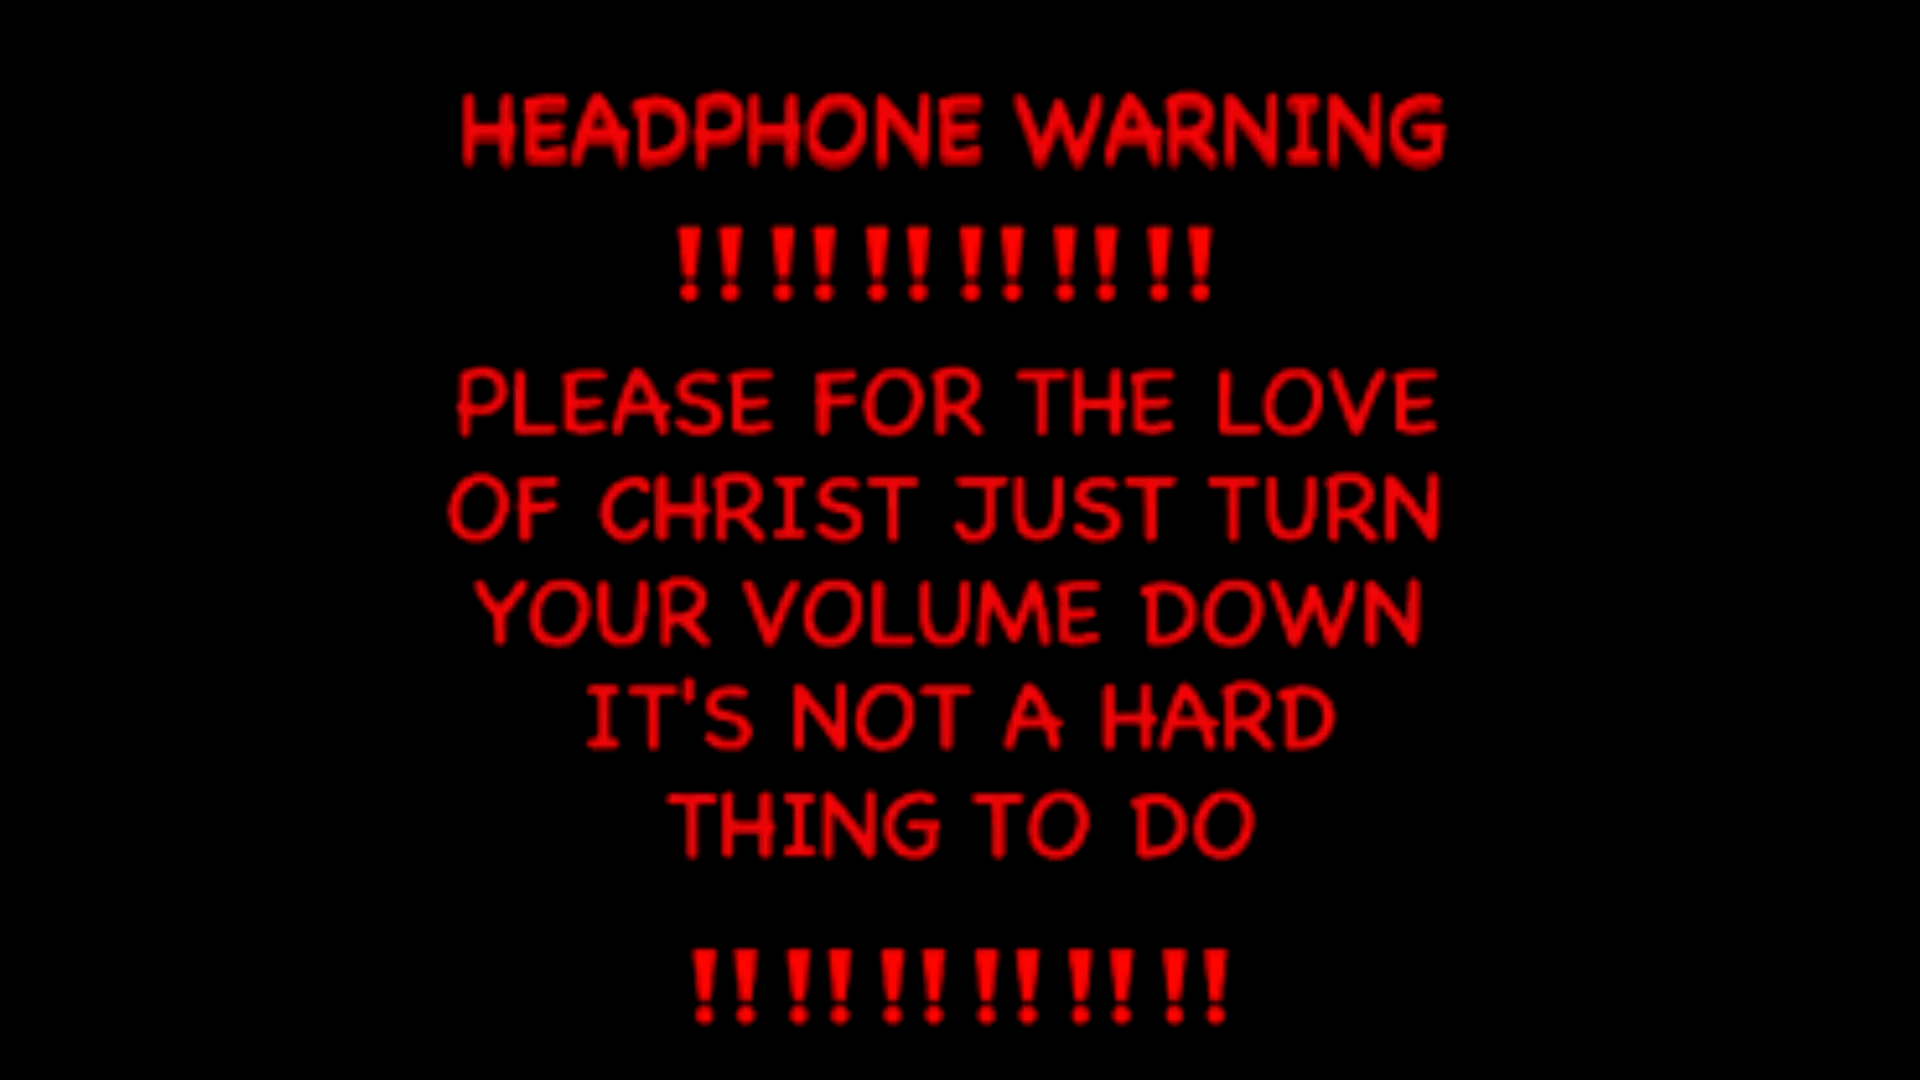 HEADPHONE WARNING
‼‼‼‼‼‼
PLEASE FOR THE LOVE
OF CHRIST JUST TURN
YOUR VOLUME DOWN
IT'S NOT A HARD
THING TO DO
‼‼‼‼‼‼